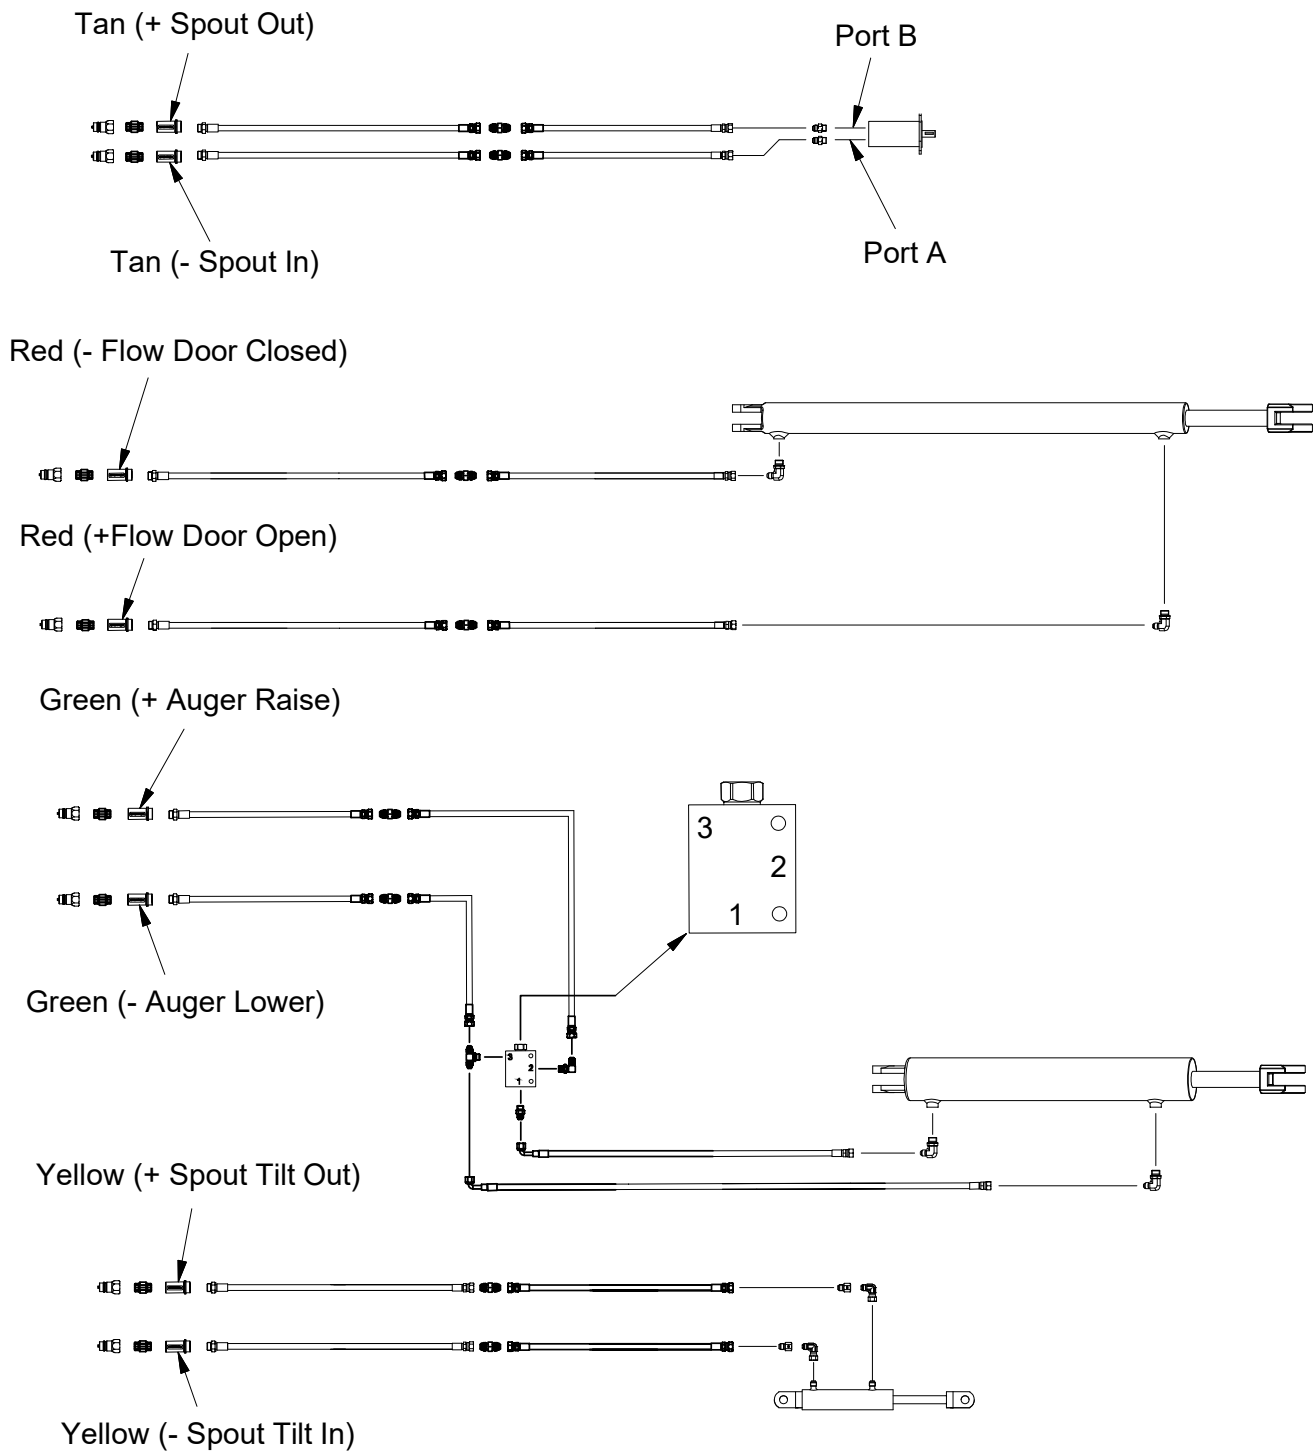 Tan (+ Spout Out)
Port B
Tan (- Spout In)
Port A
Red (- Flow Door Closed)
Red (+Flow Door Open)
Green (+ Auger Raise)
3
2
1
Green (- Auger Lower)
3
2
1
Yellow (+ Spout Tilt Out)
Yellow (- Spout Tilt In)